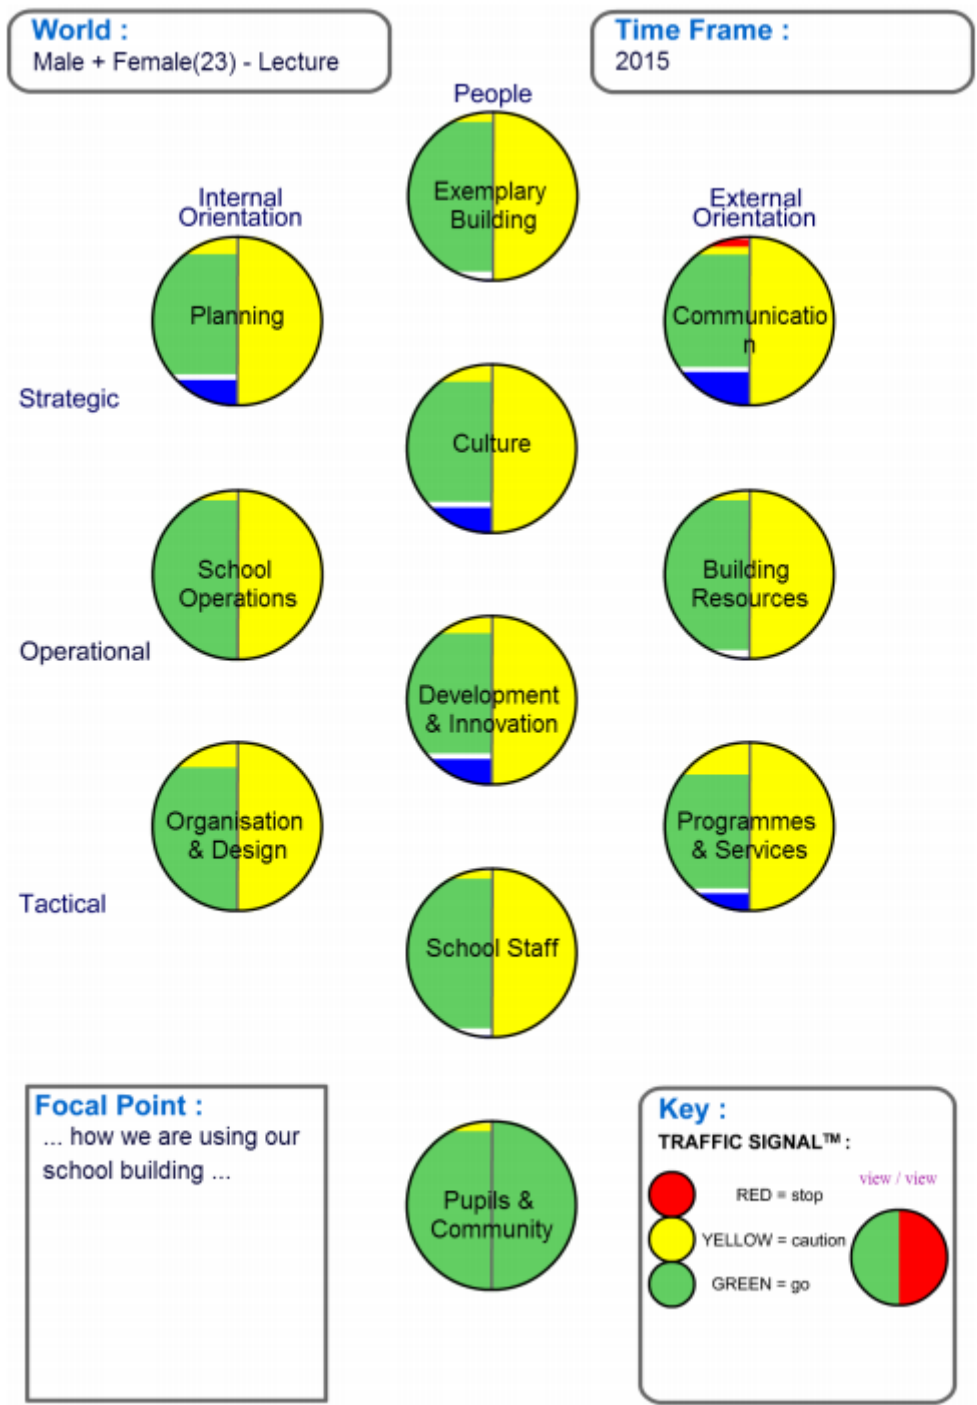 World :
Male + Female(23) - Lecture
Time Frame :
2015
People
Exemplary
Building
Internal
Orientation
External
Orientation
Planning
Communicatio
n
Strategic
Culture
School
Operations
Building
Resources
Operational
Development
& Innovation
Organisation
& Design
Programmes
& Services
Tactical
School Staff
Focal Point :
... how we are using our
school building ...
Pupils &
Community
Key :
TRAFFIC SIGNAL™ :
view / view
RED = stop
YELLOW = caution
GREEN = go